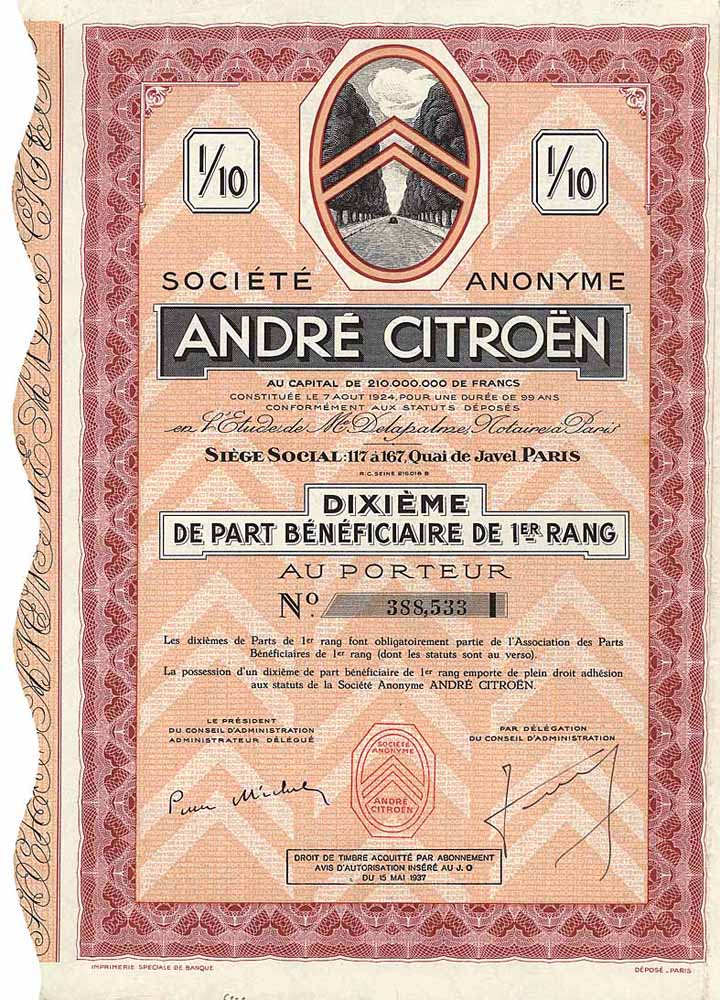 1/10
1/10
SOCIÉTÉ ANONYME
ANDRÉ CITROËN
AU CAPITAL DE 210.000.000 DE FRANCS
CONSTITUÉE LE 7 AOUT 1924, POUR UNE DURÉE DE 99 ANS
CONFORMÉMENT AUX STATUTS DÉPOSÉS
en l'Étude de Me Delapalme, Notaire à Paris
SIÈGE SOCIAL: 117 à 167, Quai de Javel PARIS
R.C. SEINE 215018 B
DIXIÈME
DE PART BÉNÉFICIAIRE DE 1ER RANG
AU PORTEUR
No. 388,533
Les dixièmes de Parts de 1er rang font obligatoirement partie de l'Association des Parts
Bénéficiaires de 1er rang (dont les statuts sont au verso).
La possession d'un dixième de part bénéficiaire de 1er rang emporte de plein droit adhésion
aux statuts de la Société Anonyme ANDRÉ CITROËN.
LE PRÉSIDENT
DU CONSEIL D'ADMINISTRATION
ADMINISTRATEUR DÉLÉGUÉ
PAR DÉLÉGATION
DU CONSEIL D'ADMINISTRATION
SOCIÉTÉ
ANONYME
ANDRÉ
CITROËN
DROIT DE TIMBRE ACQUITTÉ PAR ABONNEMENT
AVIS D'AUTORISATION INSÉRÉ AU J.O
DU 15 MAI 1937
IMPRIMERIE SPECIALE DE BANQUE
DÉPOSÉ _ PARIS